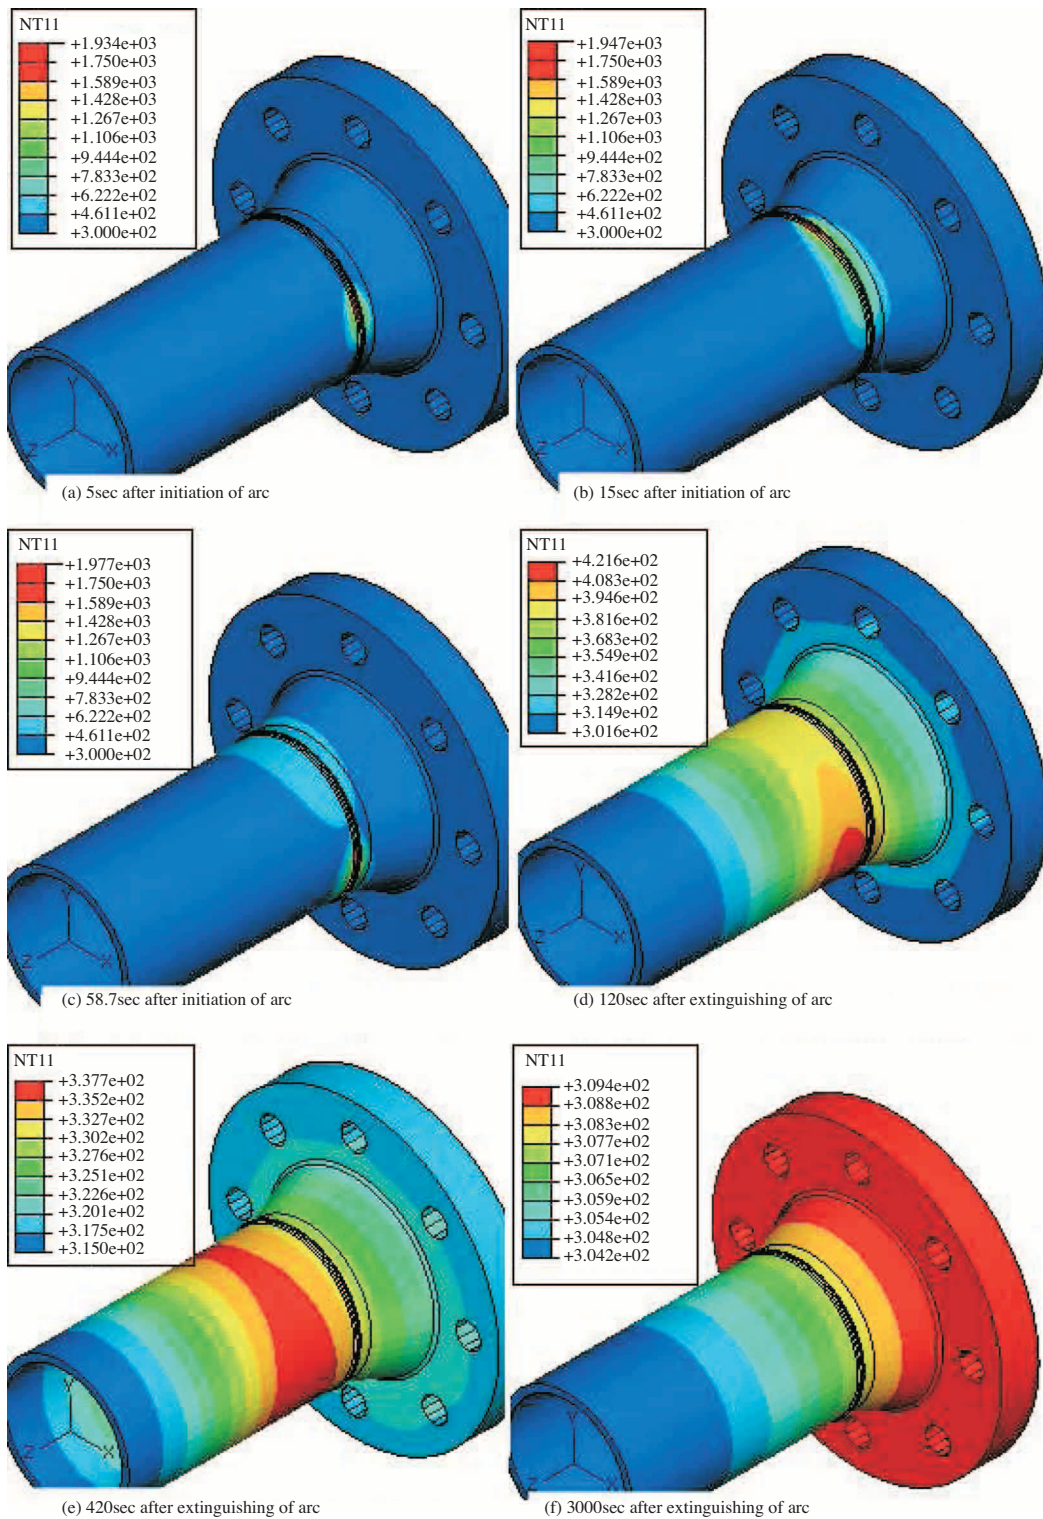 NT11
+1.934e+03
+1.750e+03
+1.589e+03
+1.428e+03
+1.267e+03
+1.106e+03
+9.444e+02
+7.833e+02
+6.222e+02
+4.611e+02
+3.000e+02
Y
Z
X
(a) 5sec after initiation of arc
NT11
+1.947e+03
+1.750e+03
+1.589e+03
+1.428e+03
+1.267e+03
+1.106e+03
+9.444e+02
+7.833e+02
+6.222e+02
+4.611e+02
+3.000e+02
Y
Z
X
(b) 15sec after initiation of arc
NT11
+1.977e+03
+1.750e+03
+1.589e+03
+1.428e+03
+1.267e+03
+1.106e+03
+9.444e+02
+7.833e+02
+6.222e+02
+4.611e+02
+3.000e+02
Y
Z
X
(c) 58.7sec after initiation of arc
NT11
+4.216e+02
+4.083e+02
+3.946e+02
+3.816e+02
+3.683e+02
+3.549e+02
+3.416e+02
+3.282e+02
+3.149e+02
+3.016e+02
Y
Z
X
(d) 120sec after extinguishing of arc
NT11
+3.377e+02
+3.352e+02
+3.327e+02
+3.302e+02
+3.276e+02
+3.251e+02
+3.226e+02
+3.201e+02
+3.175e+02
+3.150e+02
Y
Z
X
(e) 420sec after extinguishing of arc
NT11
+3.094e+02
+3.088e+02
+3.083e+02
+3.077e+02
+3.071e+02
+3.065e+02
+3.059e+02
+3.054e+02
+3.048e+02
+3.042e+02
Y
Z
X
(f) 3000sec after extinguishing of arc